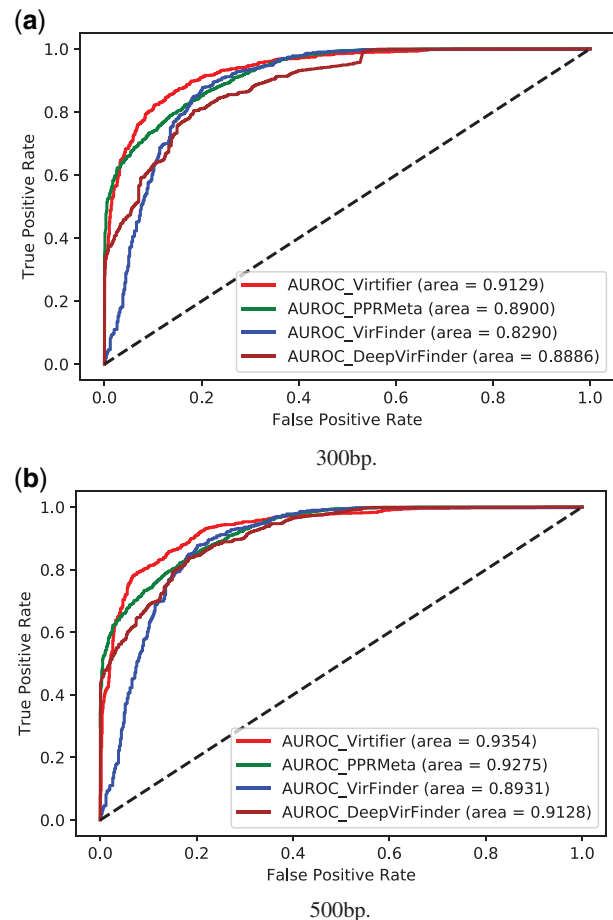 (a)
1.0
0.8
0.6
0.4
0.2
0.0
True Positive Rate
AUROC_Virtifier (area = 0.9129)
AUROC_PPRMeta (area = 0.8900)
AUROC_VirFinder (area = 0.8290)
AUROC_DeepVirFinder (area = 0.8886)
0.0 0.2 0.4 0.6 0.8 1.0
False Positive Rate
300bp.
(b)
1.0
0.8
0.6
0.4
0.2
0.0
True Positive Rate
AUROC_Virtifier (area = 0.9354)
AUROC_PPRMeta (area = 0.9275)
AUROC_VirFinder (area = 0.8931)
AUROC_DeepVirFinder (area = 0.9128)
0.0 0.2 0.4 0.6 0.8 1.0
False Positive Rate
500bp.